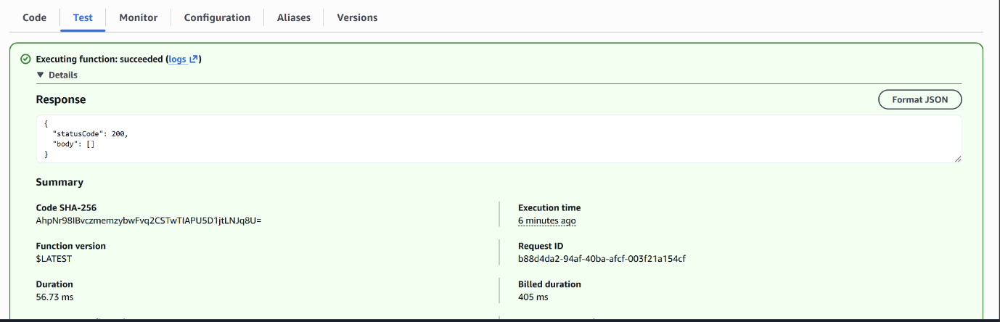 Code Test Monitor Configuration Aliases Versions
Executing function: succeeded (logs)
▼ Details
Response Format JSON
{
"statusCode": 200,
"body": []
}
Summary
Code SHA-256 Execution time
AhpNr98IBvczmemzybwFvq2CSTwTIAPU5D1jtLNJq8U= 6 minutes ago
Function version Request ID
$LATEST b88d4da2-94af-40ba-afcf-003f21a154cf
Duration Billed duration
56.73 ms 405 ms